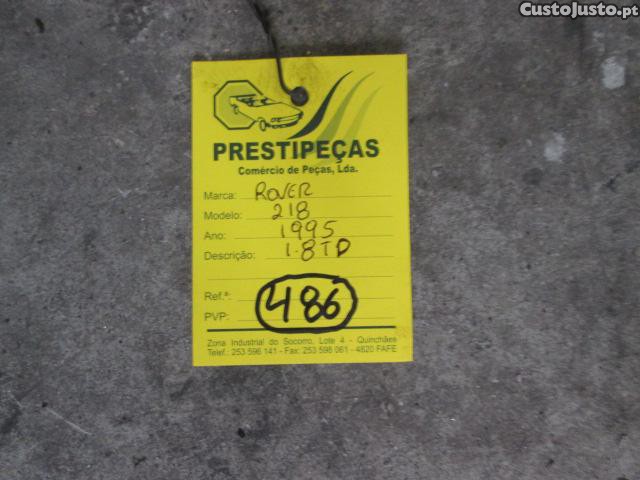 CustoJusto.pt
PRESTIPEÇAS
Comércio de Peças, Lda.
Marca: ROVER
Modelo: 218
Ano: 1995
Descrição: 1.8TD
Ref.ª:
PVP: 486
Zona Industrial do Socorro, Lote 4 - Quinchães
Telef.: 253 596 141 - Fax: 253 598 061 - 4820 FAFE